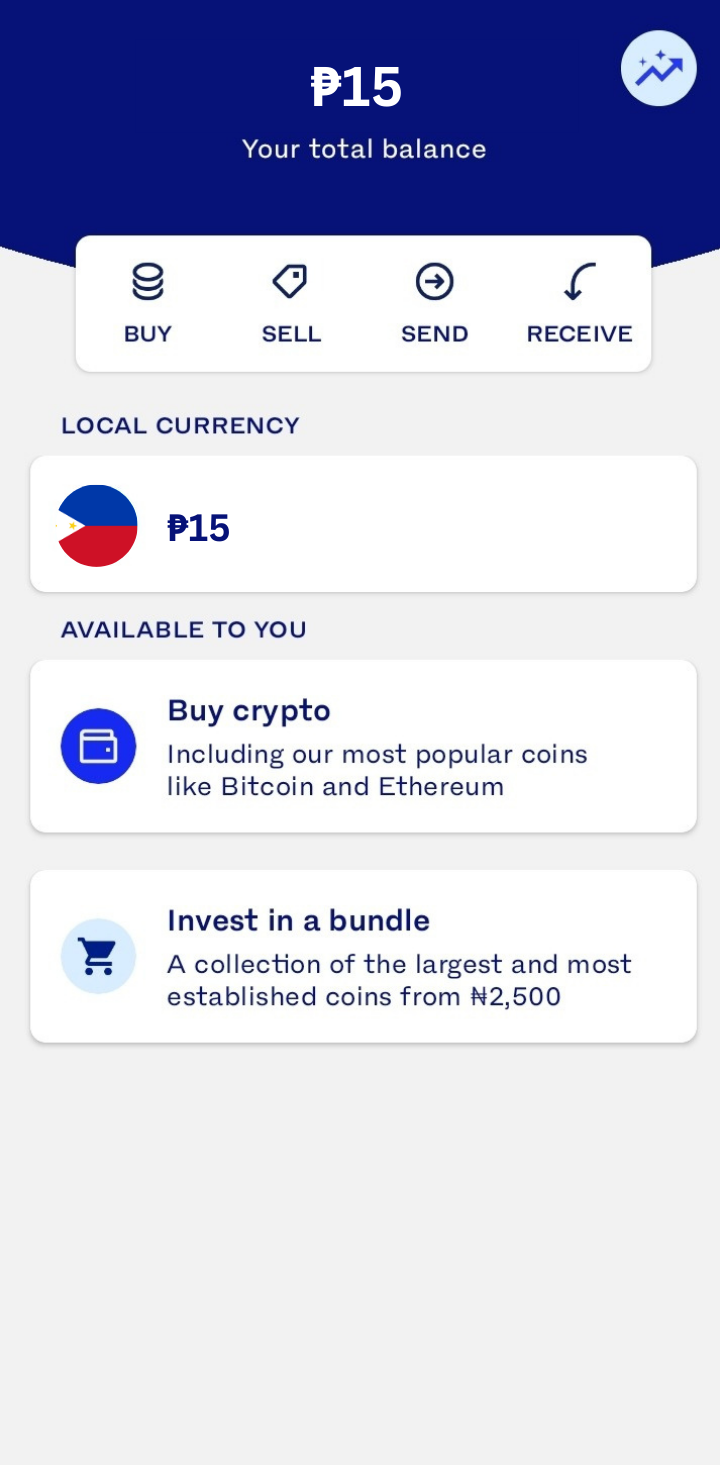 ₱15
Your total balance
BUY
SELL
SEND
RECEIVE
LOCAL CURRENCY
₱15
AVAILABLE TO YOU
Buy crypto
Including our most popular coins
like Bitcoin and Ethereum
Invest in a bundle
A collection of the largest and most
established coins from ₦2,500